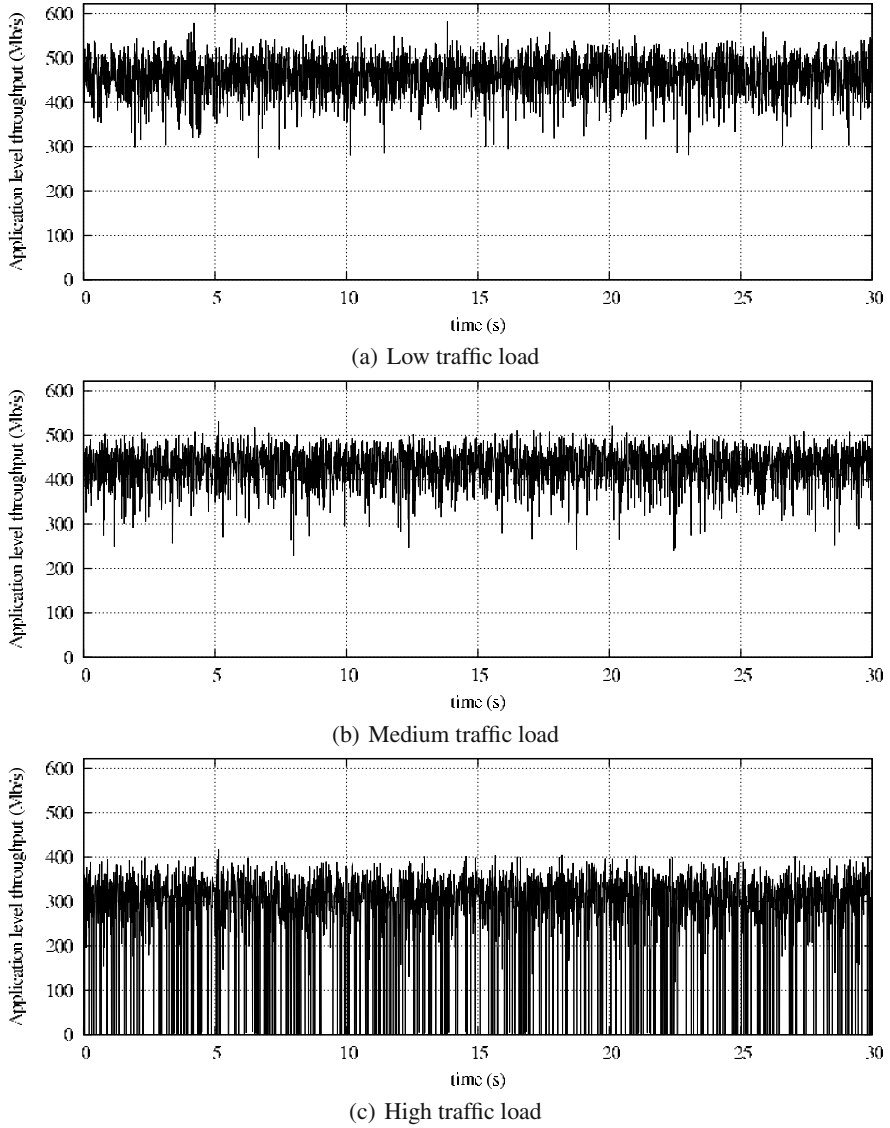 Application level throughput (Mb/s)
600
500
400
300
200
100
0
0 5 10 15 20 25 30
time (s)
(a) Low traffic load
Application level throughput (Mb/s)
600
500
400
300
200
100
0
0 5 10 15 20 25 30
time (s)
(b) Medium traffic load
Application level throughput (Mb/s)
600
500
400
300
200
100
0
0 5 10 15 20 25 30
time (s)
(c) High traffic load